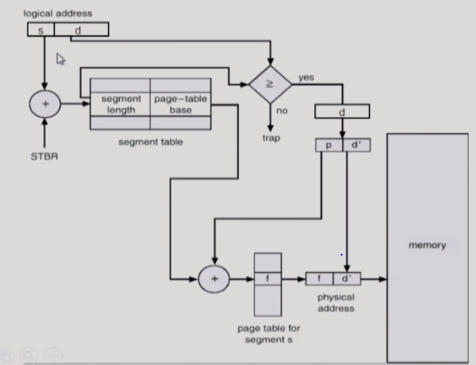 logical address
s d
≥
yes
no
trap
segment length
page–table base
segment table
+
STBR
d
p d'
memory
+
f
f d'
physical address
page table for segment s